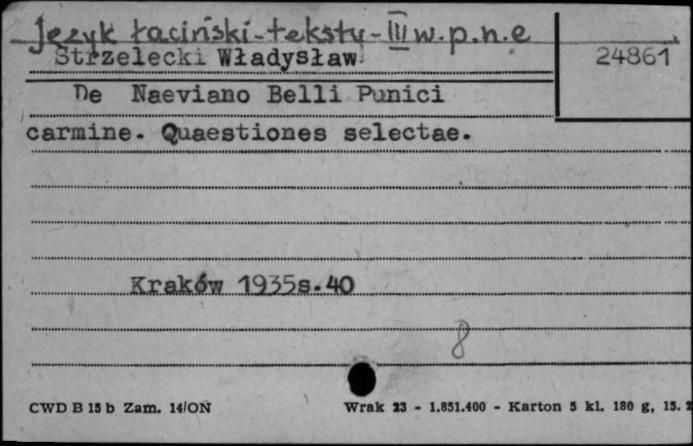 Język łaciński-teksty-III w.p.n.e
Strzelecki Władysław
24861
De Naeviano Belli Punici
carmine. Quaestiones selectae.
Kraków 1935s.40
8
CWD B 15 b Zam. 14/ON
Wrak 23 - 1.851.400 - Karton 5 kl. 180 g, 15.